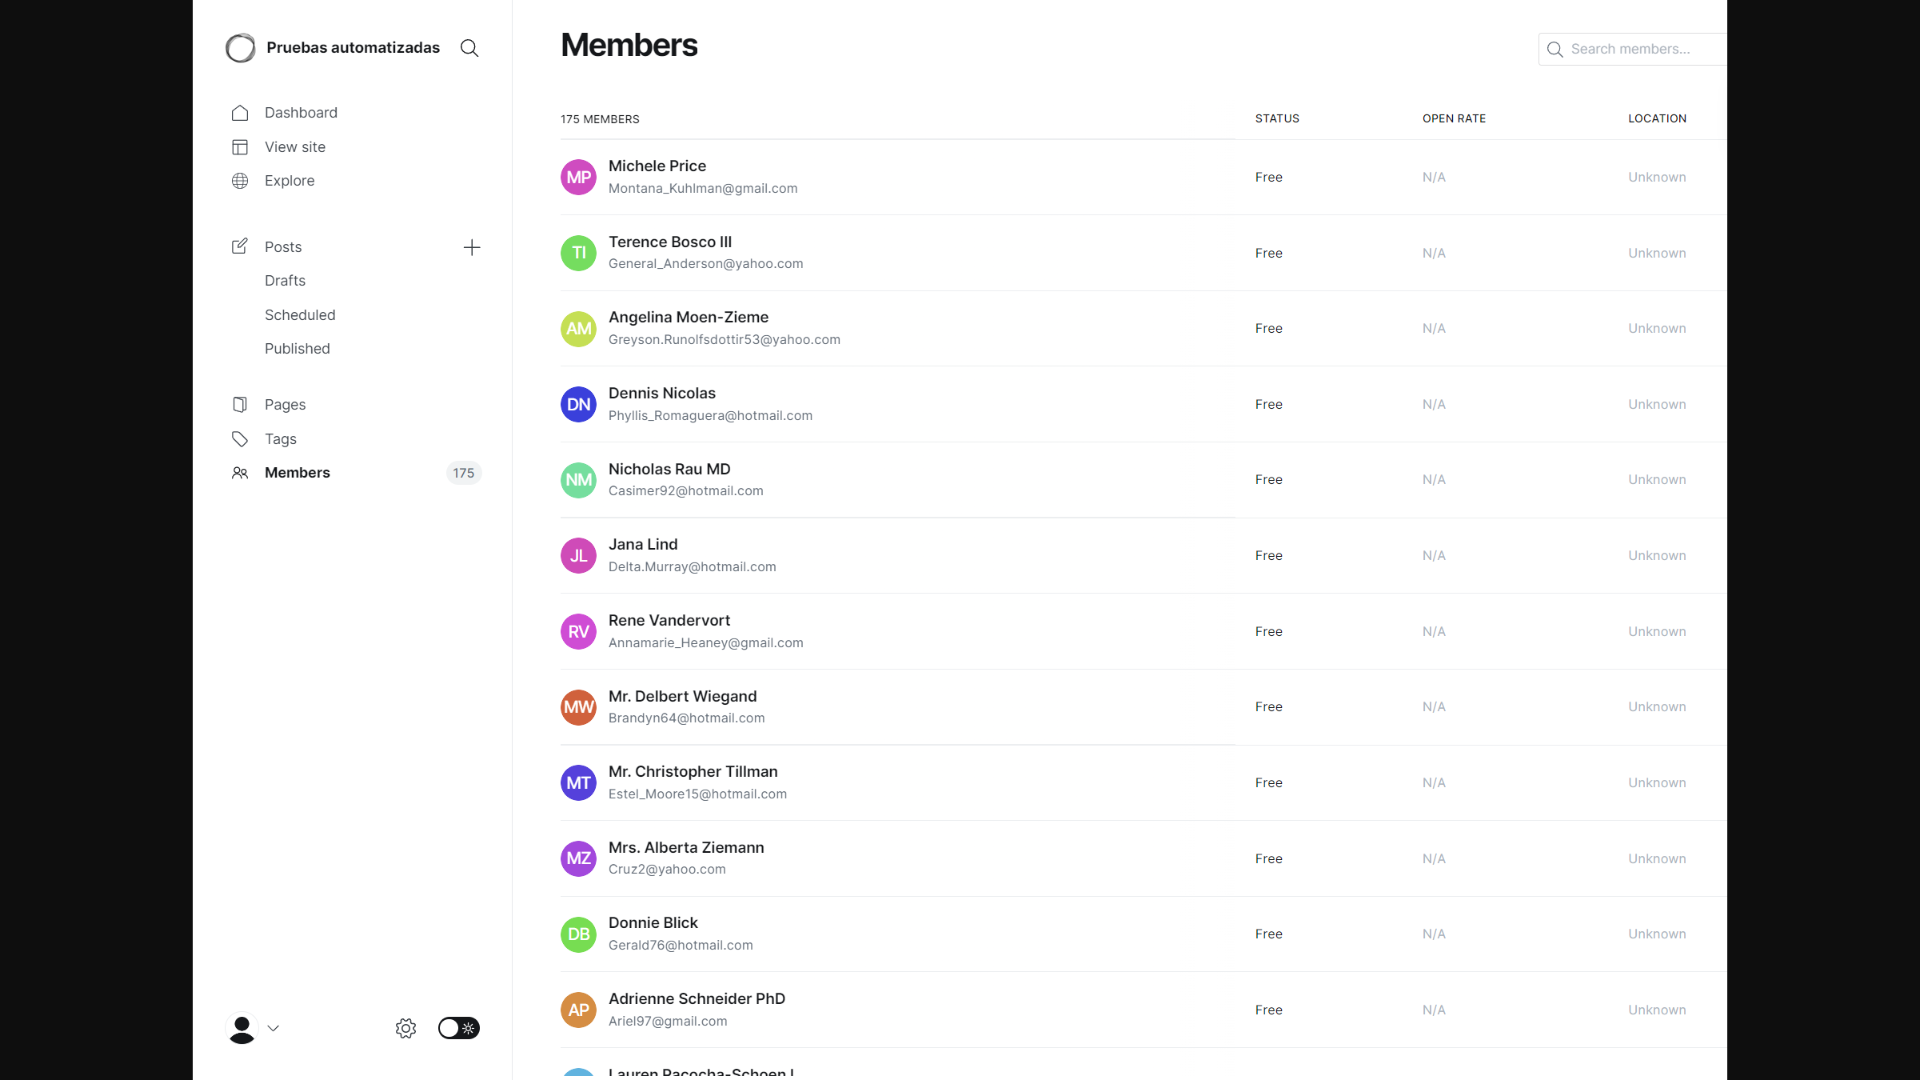 Pruebas automatizadas
Dashboard
View site
Explore
Posts
Drafts
Scheduled
Published
Pages
Tags
Members 175
Members
Search members...
175 MEMBERS STATUS OPEN RATE LOCATION
MP Michele Price
Montana_Kuhlman@gmail.com
Free N/A Unknown
TI Terence Bosco III
General_Anderson@yahoo.com
Free N/A Unknown
AM Angelina Moen-Zieme
Greyson.Runolfsdottir53@yahoo.com
Free N/A Unknown
DN Dennis Nicolas
Phyllis_Romaguera@hotmail.com
Free N/A Unknown
NM Nicholas Rau MD
Casimer92@hotmail.com
Free N/A Unknown
JL Jana Lind
Delta.Murray@hotmail.com
Free N/A Unknown
RV Rene Vandervort
Annamarie_Heaney@gmail.com
Free N/A Unknown
MW Mr. Delbert Wiegand
Brandyn64@hotmail.com
Free N/A Unknown
MT Mr. Christopher Tillman
Estel_Moore15@hotmail.com
Free N/A Unknown
MZ Mrs. Alberta Ziemann
Cruz2@yahoo.com
Free N/A Unknown
DB Donnie Blick
Gerald76@hotmail.com
Free N/A Unknown
AP Adrienne Schneider PhD
Ariel97@gmail.com
Free N/A Unknown
Lauren Pacocha-Schoen